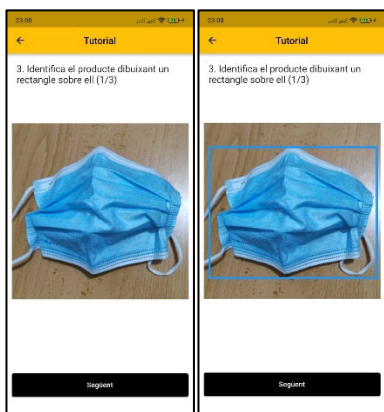 23:08
Tutorial
3. Identifica el producte dibuixant un
rectangle sobre ell (1/3)
Següent
23:08
Tutorial
3. Identifica el producte dibuixant un
rectangle sobre ell (1/3)
Següent